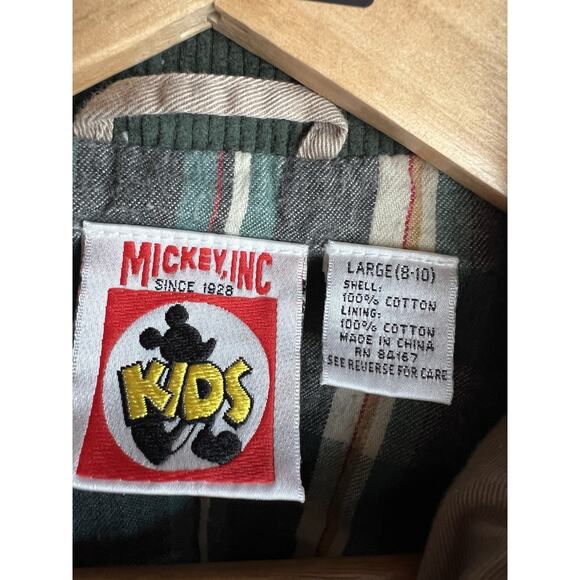 MICKEY, INC
SINCE 1928
KIDS
LARGE (8-10)
SHELL:
100% COTTON
LINING:
100% COTTON
MADE IN CHINA
RN 84167
SEE REVERSE FOR CARE